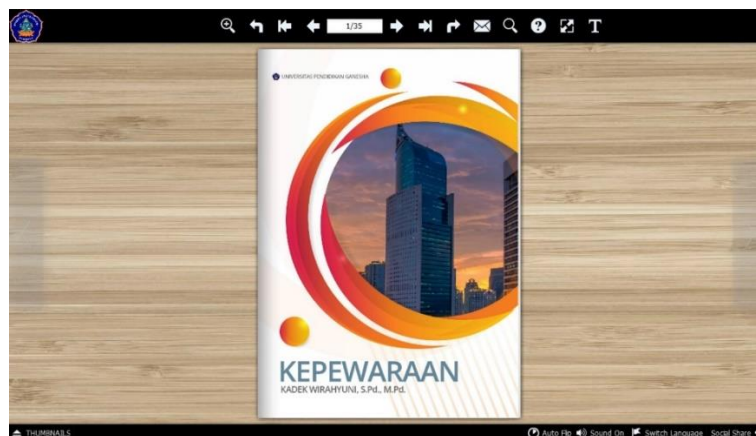 1/35
? T
UNIVERSITAS PENDIDIKAN GANESHA
KEPEWARAAN
KADEK WIRAHYUNI, S.Pd., M.Pd.
THUMBNAILS
Auto Flip Sound On Switch Language Social Share